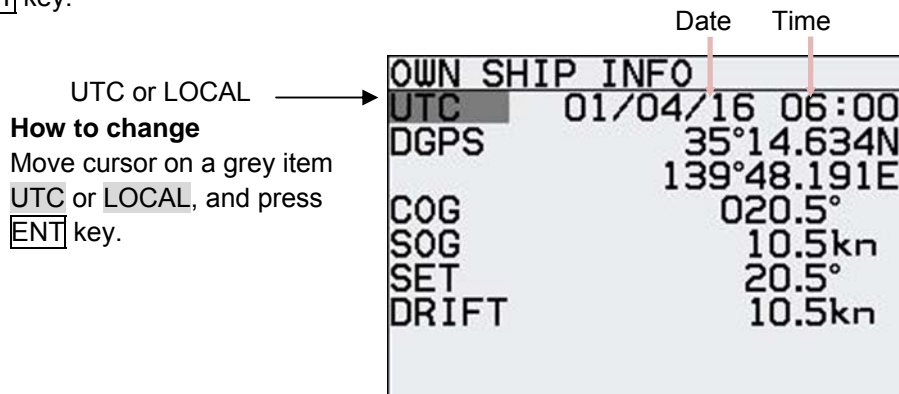 key.
Date Time
UTC or LOCAL
How to change
Move cursor on a grey item
UTC or LOCAL, and press
ENT key.
OWN SHIP INFO
UTC 01/04/16 06:00
DGPS 35°14.634N
139°48.191E
COG 020.5°
SOG 10.5kn
SET 20.5°
DRIFT 10.5kn